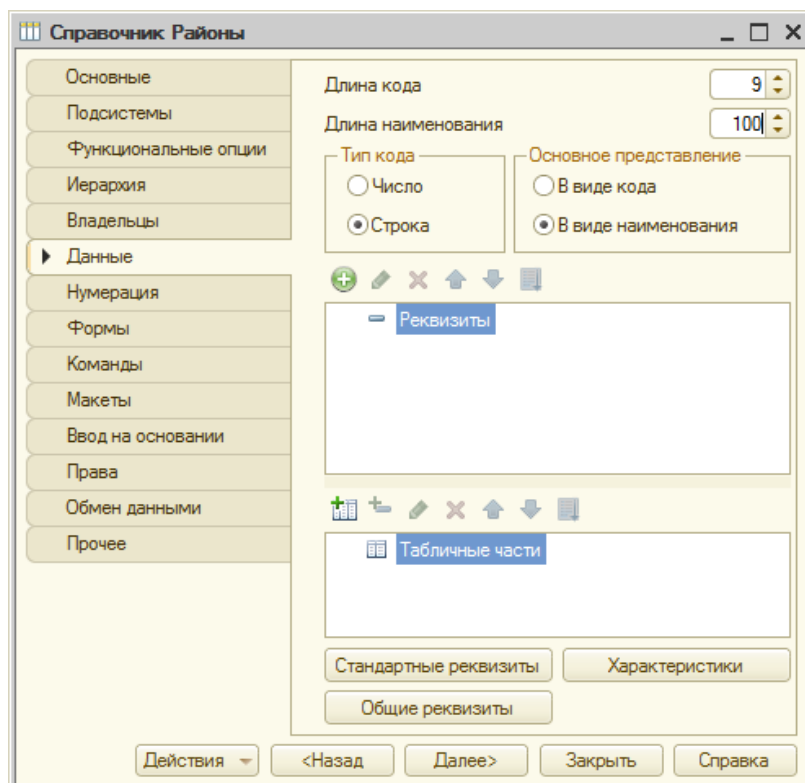 Справочник Районы
Основные
Подсистемы
Функциональные опции
Иерархия
Владельцы
Данные
Нумерация
Формы
Команды
Макеты
Ввод на основании
Права
Обмен данными
Прочее
Длина кода 9
Длина наименования 100
Тип кода Основное представление
Число В виде кода
Строка В виде наименования
Реквизиты
Табличные части
Стандартные реквизиты Характеристики
Общие реквизиты
Действия <Назад Далее> Закрыть Справка